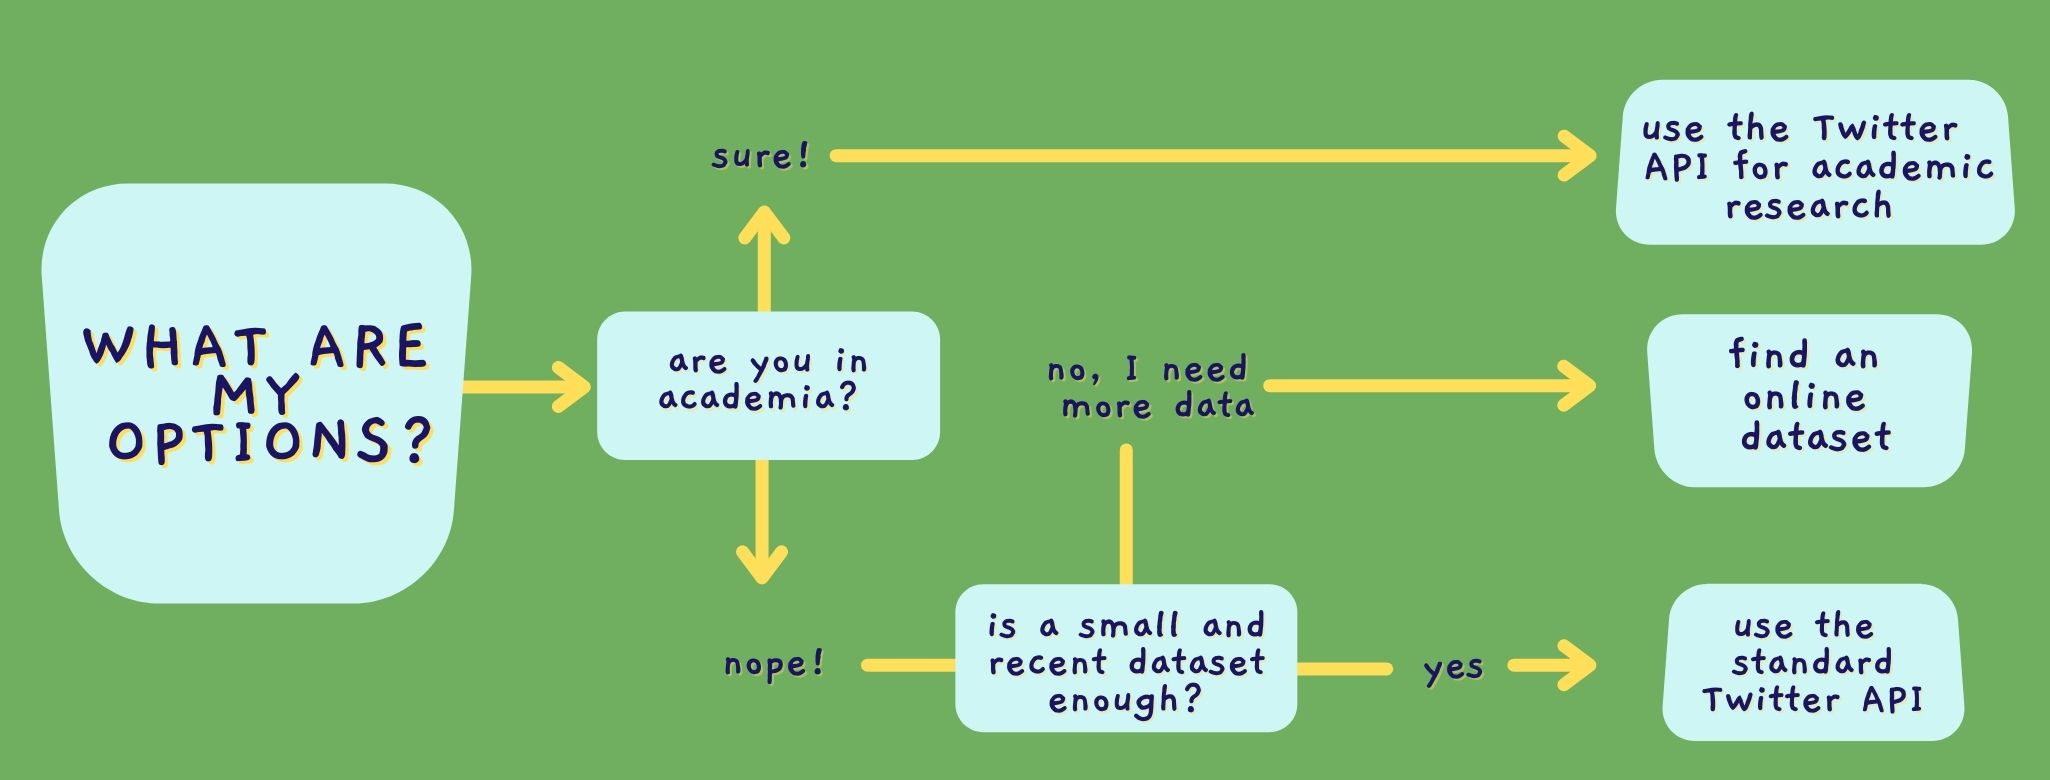 WHAT ARE
MY
OPTIONS?
are you in
academia?
sure!
use the Twitter
API for academic
research
nope!
is a small and
recent dataset
enough?
no, I need
more data
find an
online
dataset
yes
use the
standard
Twitter API